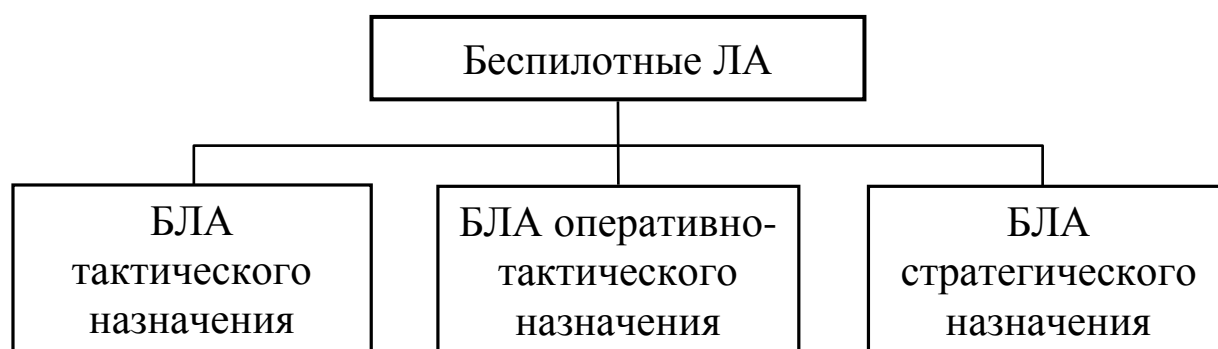 Беспилотные ЛА
БЛА
тактического
назначения
БЛА оперативно-
тактического
назначения
БЛА
стратегического
назначения